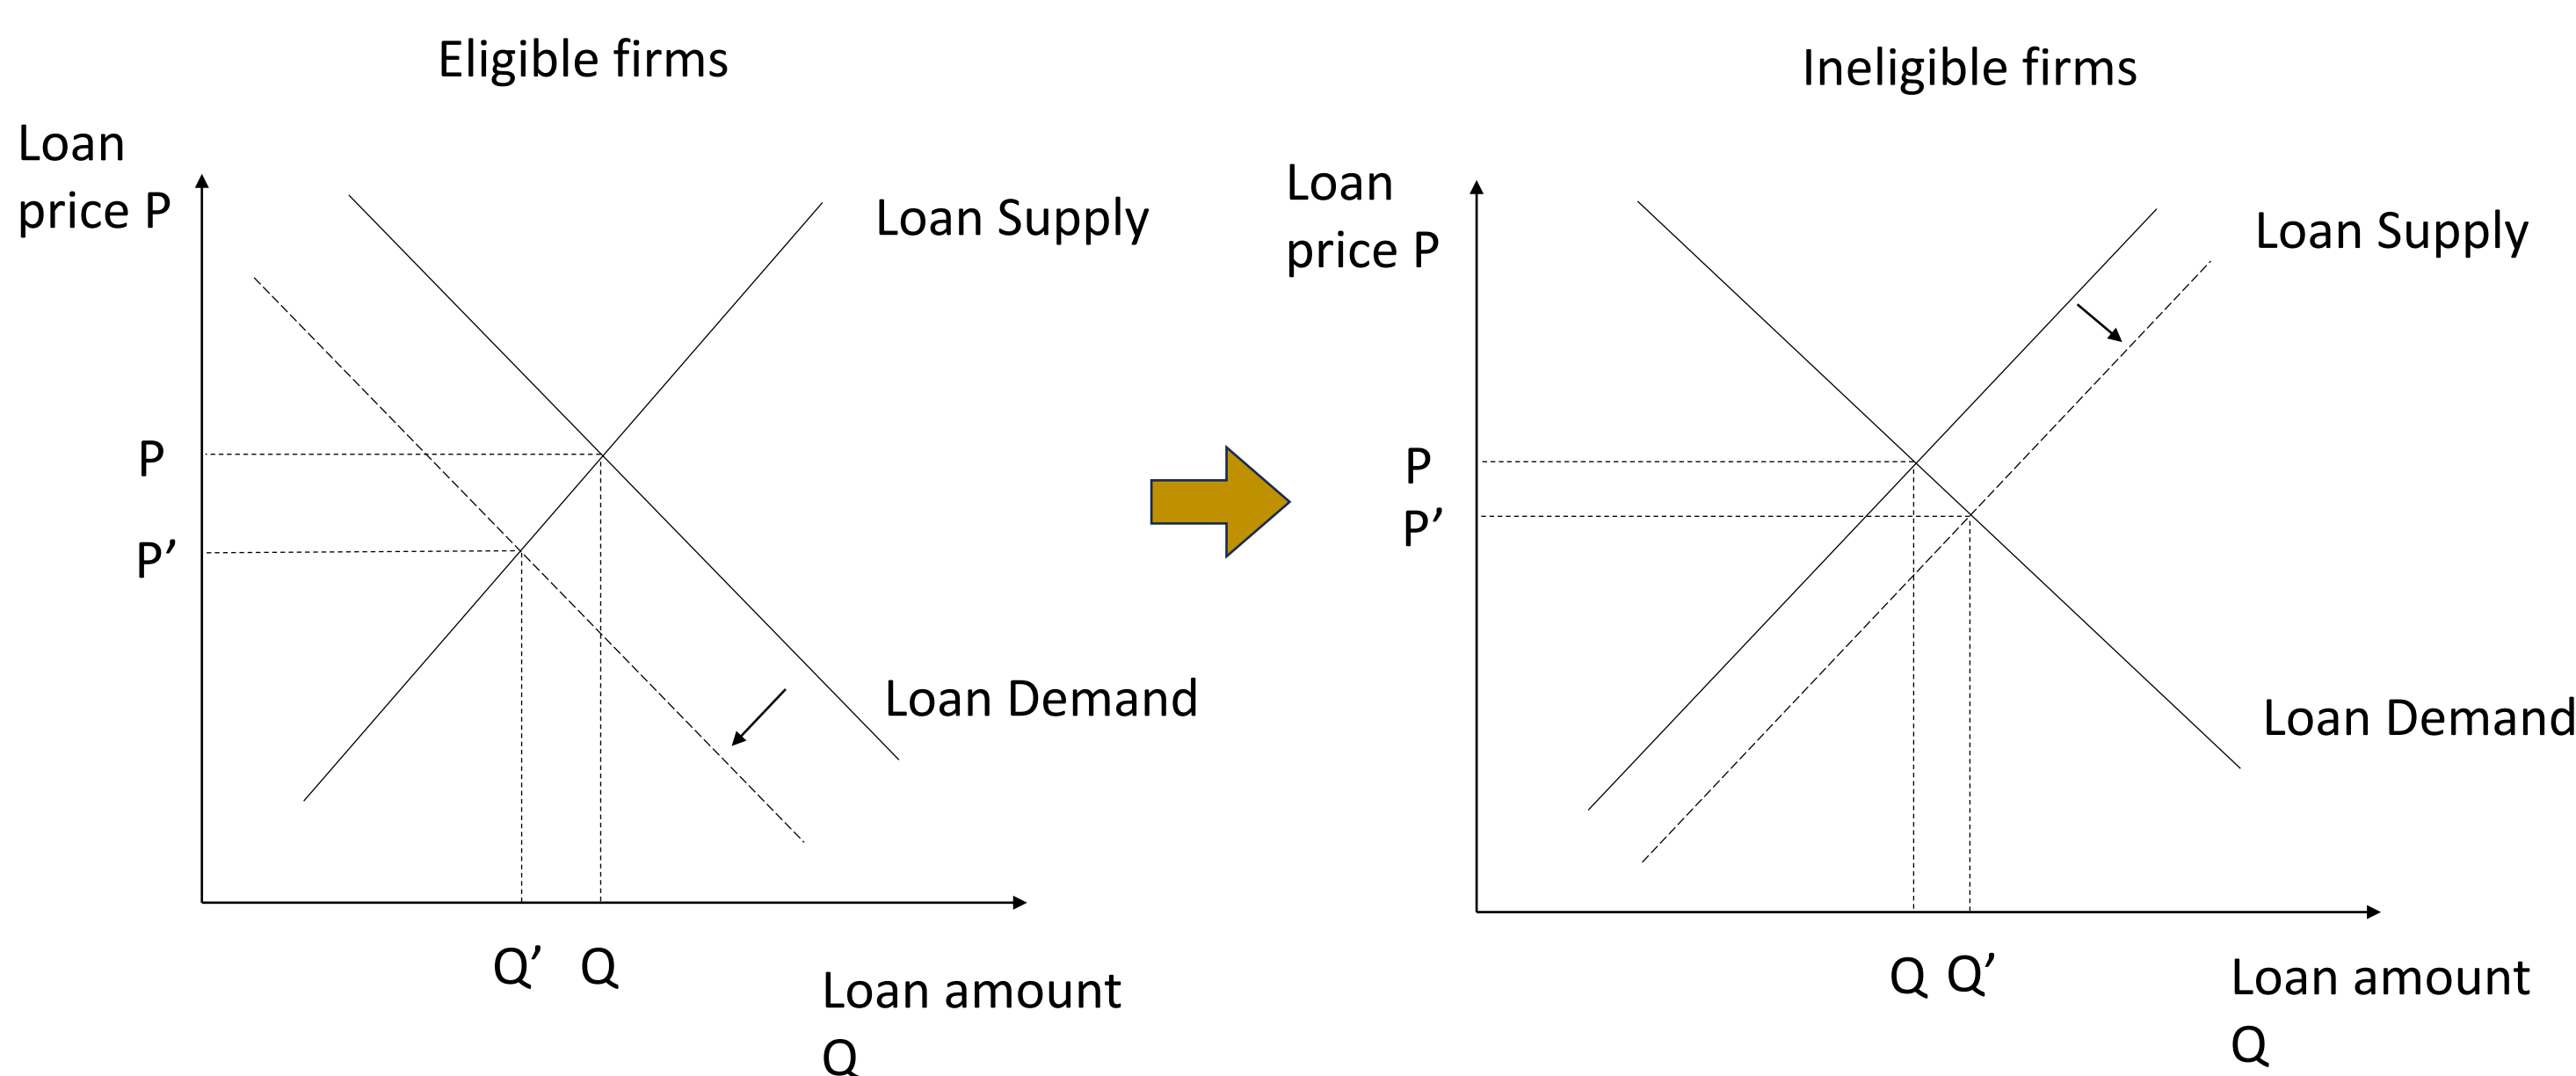 Eligible firms
Loan
price P
Loan Supply
P
P’
Loan Demand
Q’ Q
Loan amount
Q
Ineligible firms
Loan
price P
Loan Supply
P
P’
Loan Demand
Q Q’
Loan amount
Q